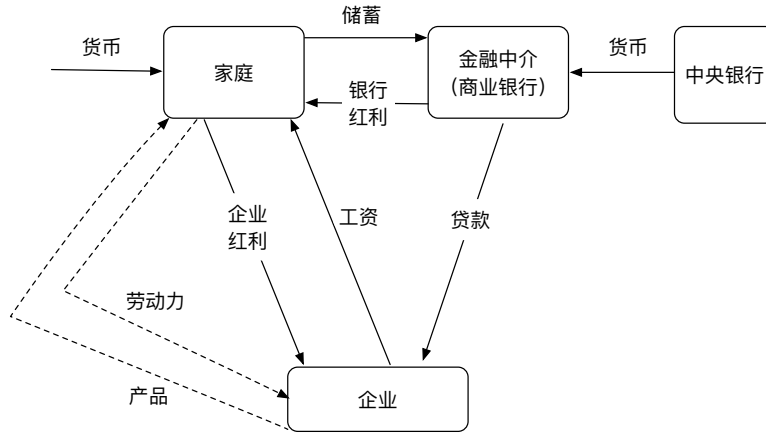 储蓄
货币
家庭
金融中介
(商业银行)
货币
中央银行
银行
红利
企业
红利
工资
贷款
劳动力
产品
企业